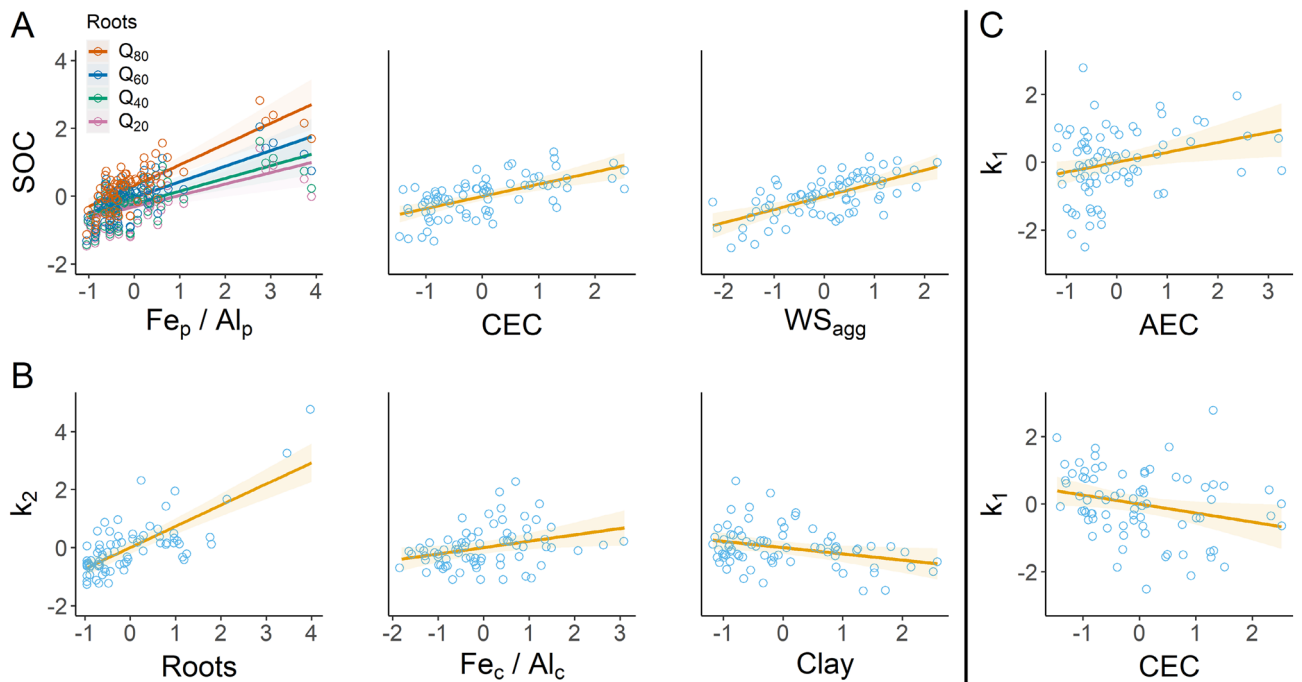 A
Roots
Q80
Q60
Q40
Q20
SOC
4
2
0
-2
-1 0 1 2 3 4
Fep / Alp
-1 0 1 2
CEC
-2 -1 0 1 2
WSagg
C
k1
2
0
-2
-1 0 1 2 3
AEC
B
k2
4
2
0
-2
-1 0 1 2 3 4
Roots
-2 -1 0 1 2 3
Fec / Alc
-1 0 1 2
Clay
k1
2
0
-2
-1 0 1 2
CEC